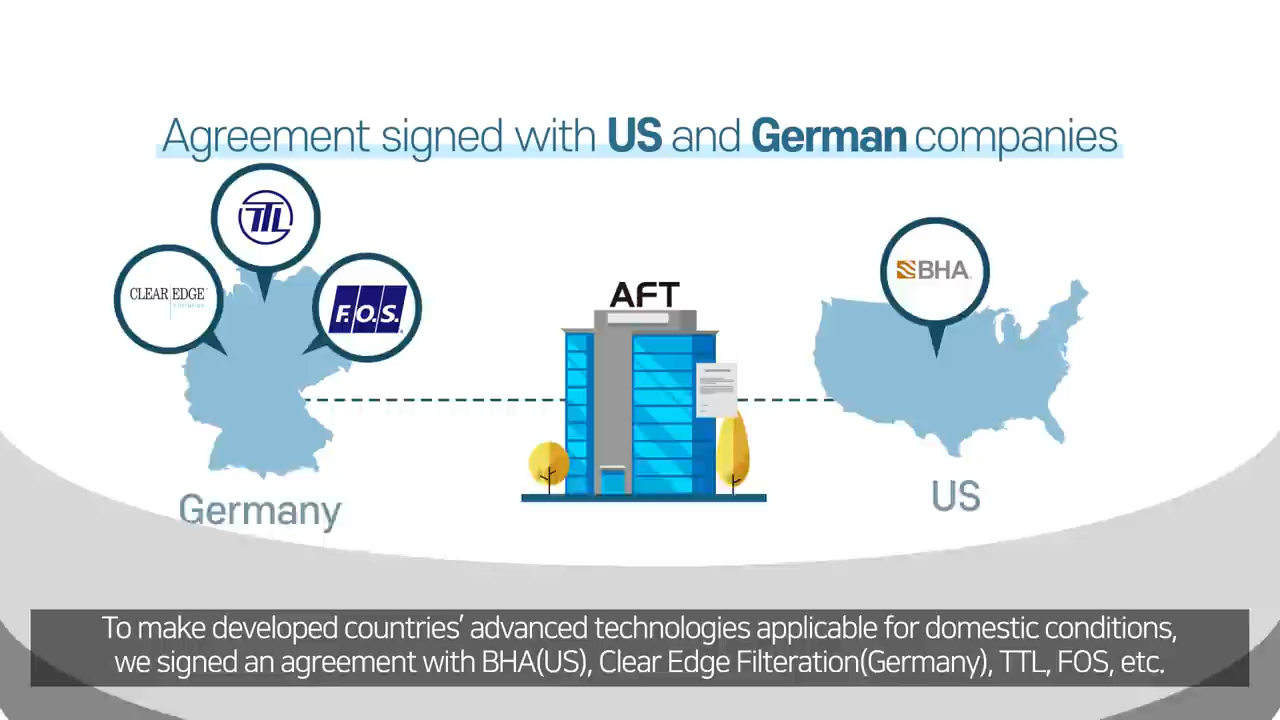 Agreement signed with US and German companies
TTL
CLEAR EDGE
F.O.S.
BHA
AFT
Germany
US
To make developed countries’ advanced technologies applicable for domestic conditions,
we signed an agreement with BHA(US), Clear Edge Filteration(Germany), TTL, FOS, etc.